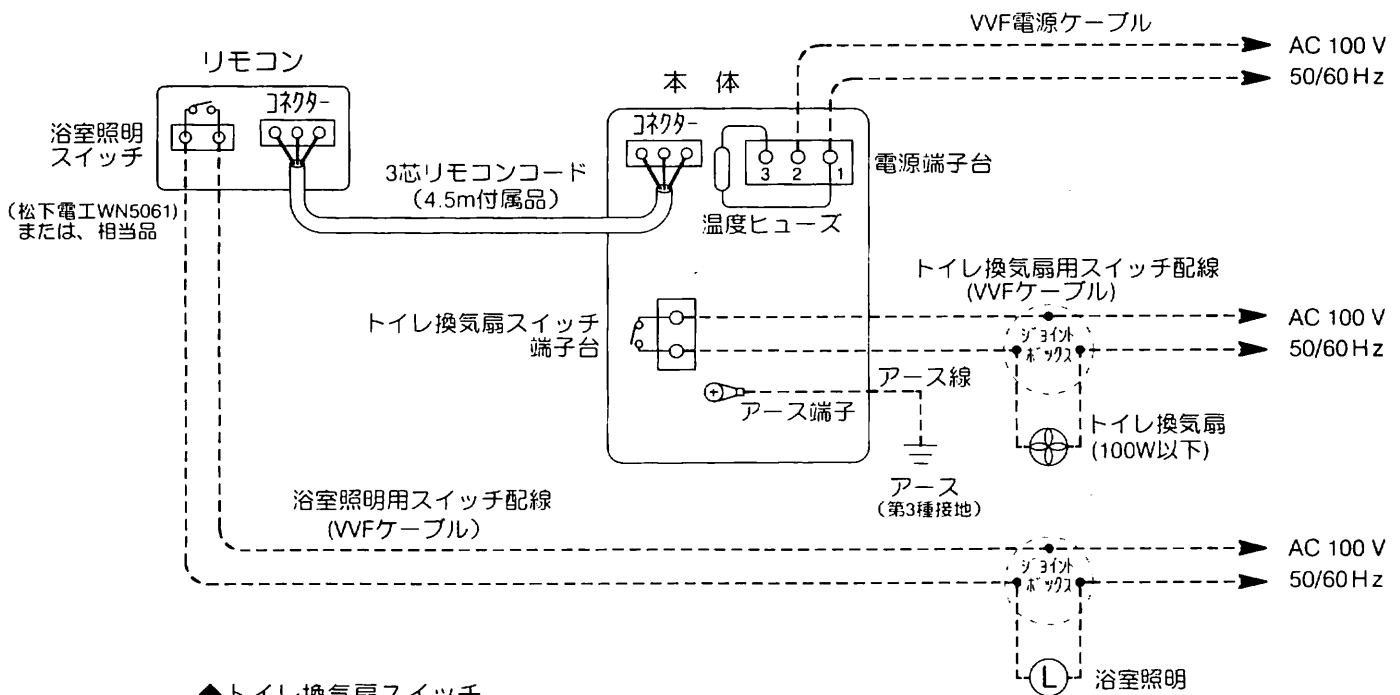 VVF電源ケーブル
AC 100 V
50/60 Hz
リモコン
本 体
コネクター
コネクター
浴室照明
スイッチ
3芯リモコンコード
(4.5m付属品)
3 2 1
電源端子台
(松下電工WN5061)
または、相当品
温度ヒューズ
トイレ換気扇用スイッチ配線
(VVFケーブル)
トイレ換気扇スイッチ
端子台
ジョイント
ボックス
AC 100 V
50/60 Hz
アース線
アース端子
トイレ換気扇
(100W以下)
アース
(第3種接地)
浴室照明用スイッチ配線
(VVFケーブル)
ジョイント
ボックス
AC 100 V
50/60 Hz
L
浴室照明
◆トイレ換気扇スイッチ